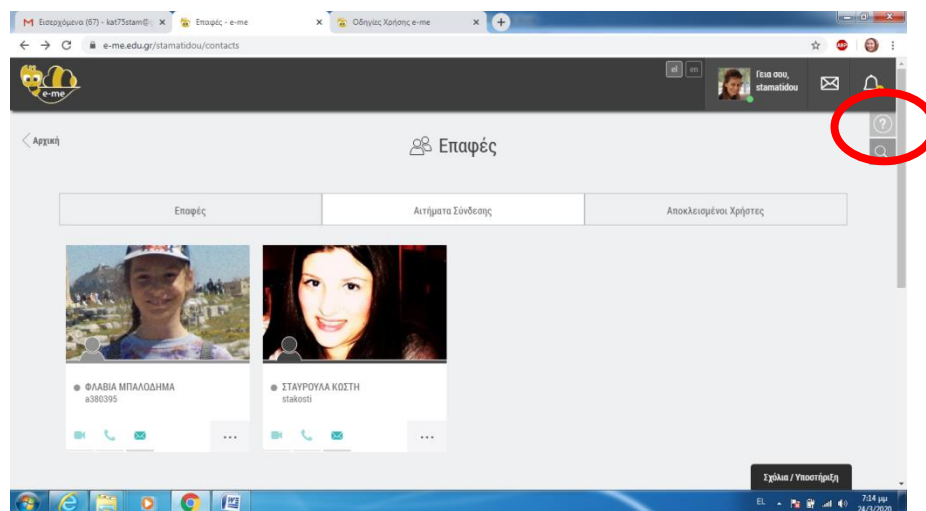 Εισερχόμενα (67) - kat75stam@
Επαφές - e-me
Οδηγίες Χρήσης e-me
e-me.edu.gr/stamatidou/contacts
ABP
e-me
el en
Γεια σου,
stamatidou
Αρχική
Επαφές
?
Επαφές
Αιτήματα Σύνδεσης
Αποκλεισμένοι Χρήστες
ΦΛΑΒΙΑ ΜΠΑΛΟΔΗΜΑ
a380395
ΣΤΑΥΡΟΥΛΑ ΚΩΣΤΗ
stakosti
Σχόλια / Υποστήριξη
EL
7:14 μμ
24/3/2020